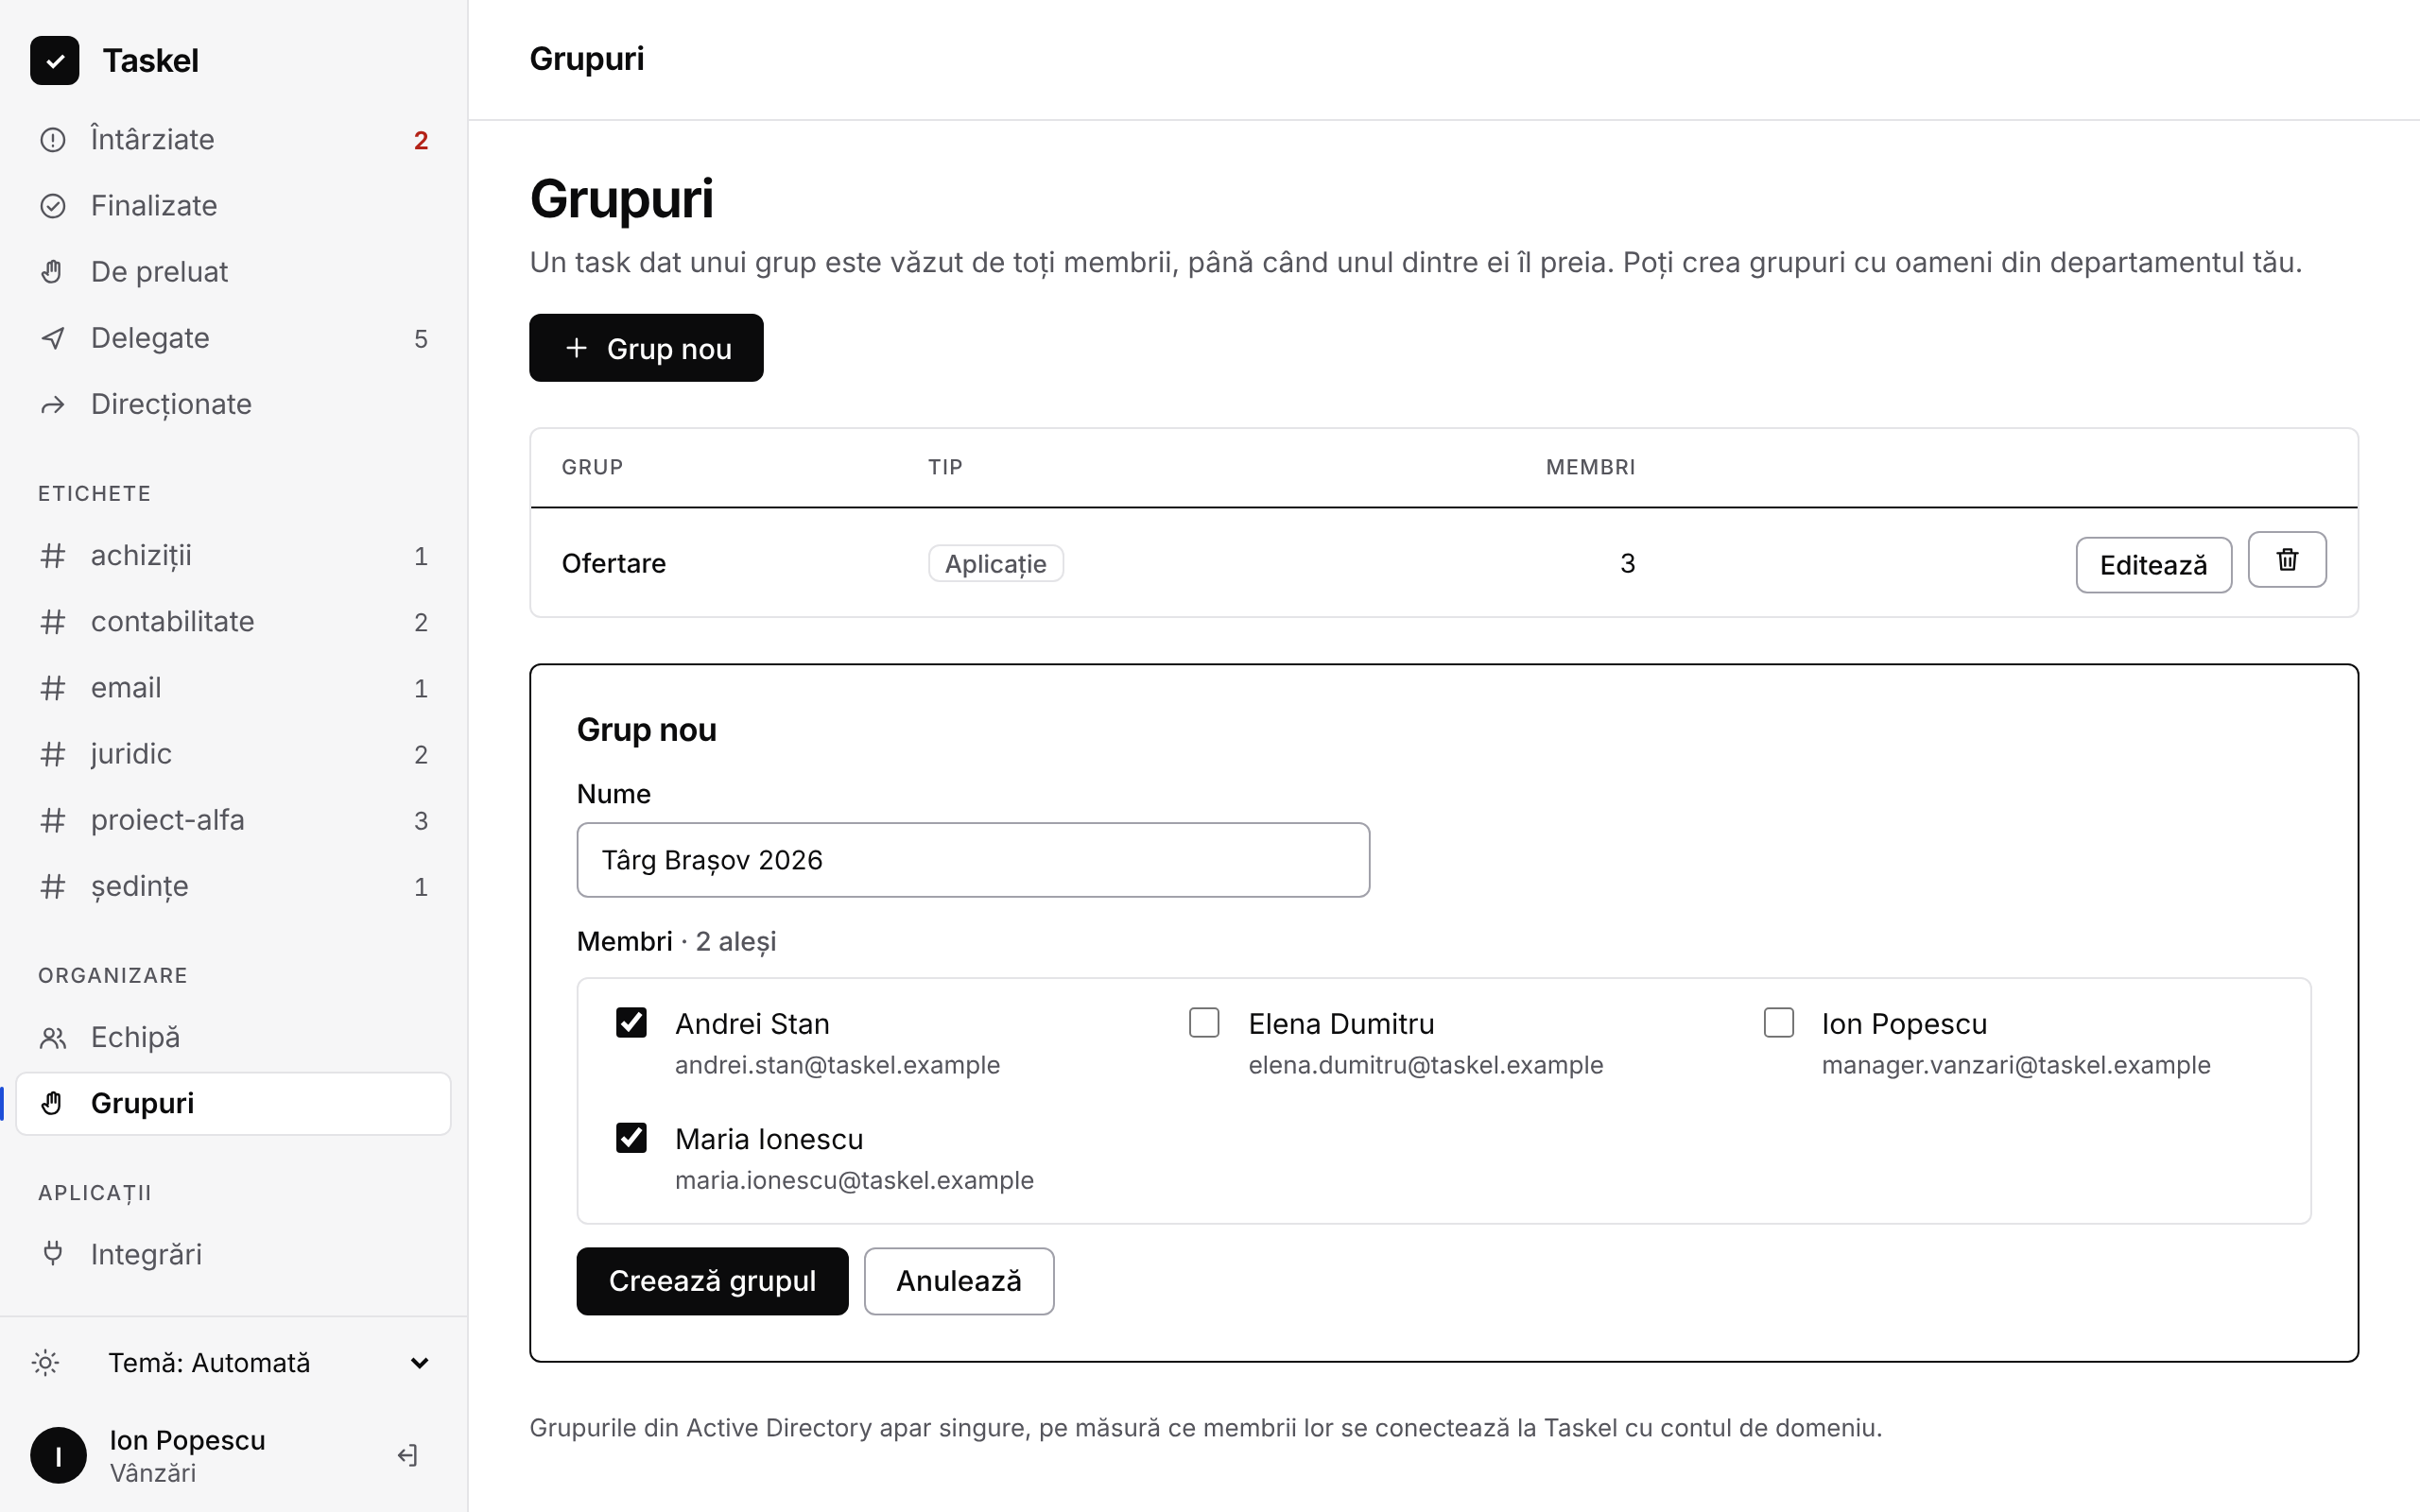 Taskel
Întârziate 2
Finalizate
De preluat
Delegate 5
Direcționate
ETICHETE
# achiziții 1
# contabilitate 2
# email 1
# juridic 2
# proiect-alfa 3
# ședințe 1
ORGANIZARE
Echipă
Grupuri
APLICAȚII
Integrări
Temă: Automată
I
Ion Popescu
Vânzări
Grupuri
Grupuri
Un task dat unui grup este văzut de toți membrii, până când unul dintre ei îl preia. Poți crea grupuri cu oameni din departamentul tău.
+ Grup nou
GRUP TIP MEMBRI
Ofertare Aplicație 3 Editează
Grup nou
Nume
Târg Brașov 2026
Membri · 2 aleși
Andrei Stan Elena Dumitru Ion Popescu
andrei.stan@taskel.example elena.dumitru@taskel.example manager.vanzari@taskel.example
Maria Ionescu
maria.ionescu@taskel.example
Creează grupul Anulează
Grupurile din Active Directory apar singure, pe măsură ce membrii lor se conectează la Taskel cu contul de domeniu.